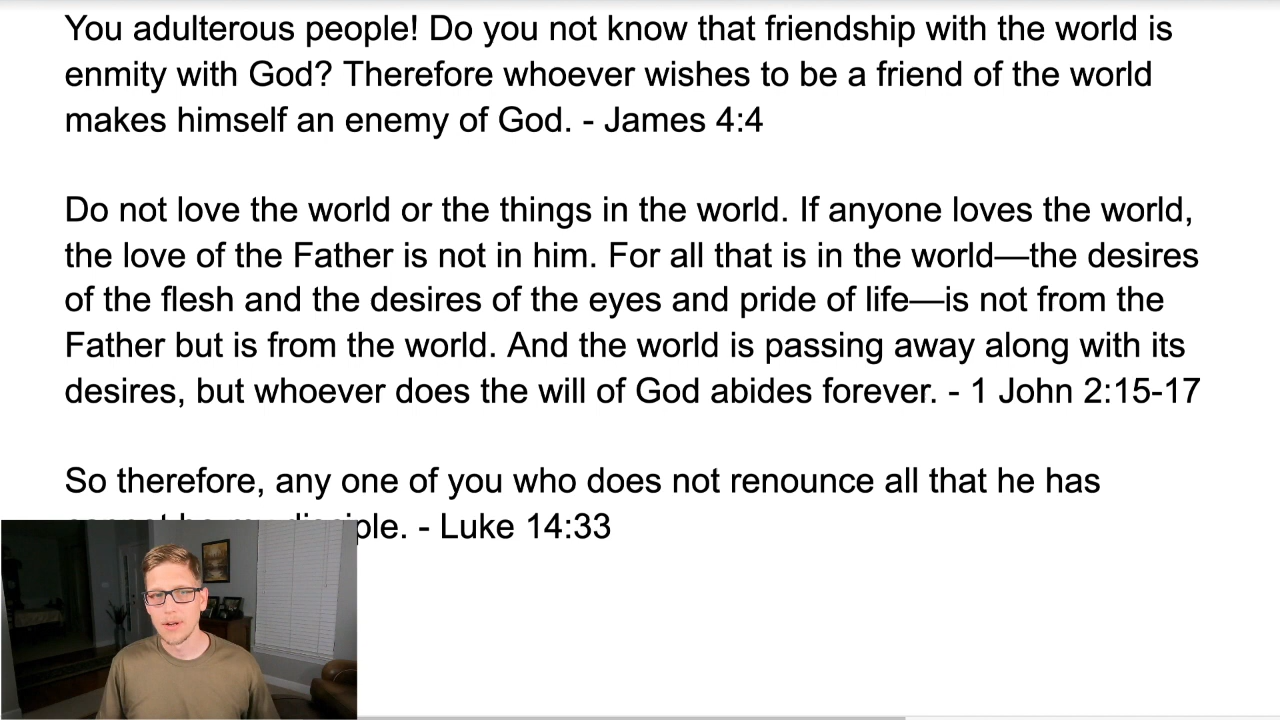 You adulterous people! Do you not know that friendship with the world is
enmity with God? Therefore whoever wishes to be a friend of the world
makes himself an enemy of God. - James 4:4
Do not love the world or the things in the world. If anyone loves the world,
the love of the Father is not in him. For all that is in the world—the desires
of the flesh and the desires of the eyes and pride of life—is not from the
Father but is from the world. And the world is passing away along with its
desires, but whoever does the will of God abides forever. - 1 John 2:15-17
So therefore, any one of you who does not renounce all that he has
- Luke 14:33